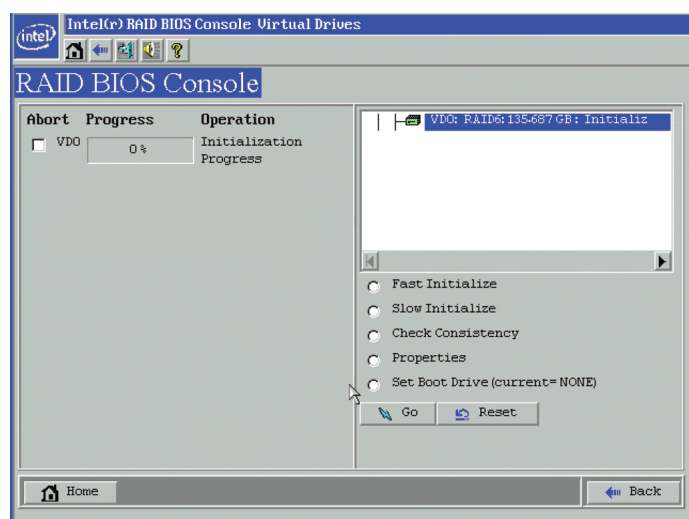 Intel(r) RAID BIOS Console Virtual Drives
intel
RAID BIOS Console
Abort Progress Operation
VD0 0% Initialization
Progress
VD0: RAID6: 135.687 GB: Initializ
Fast Initialize
Slow Initialize
Check Consistency
Properties
Set Boot Drive (current= NONE)
Go Reset
Home Back